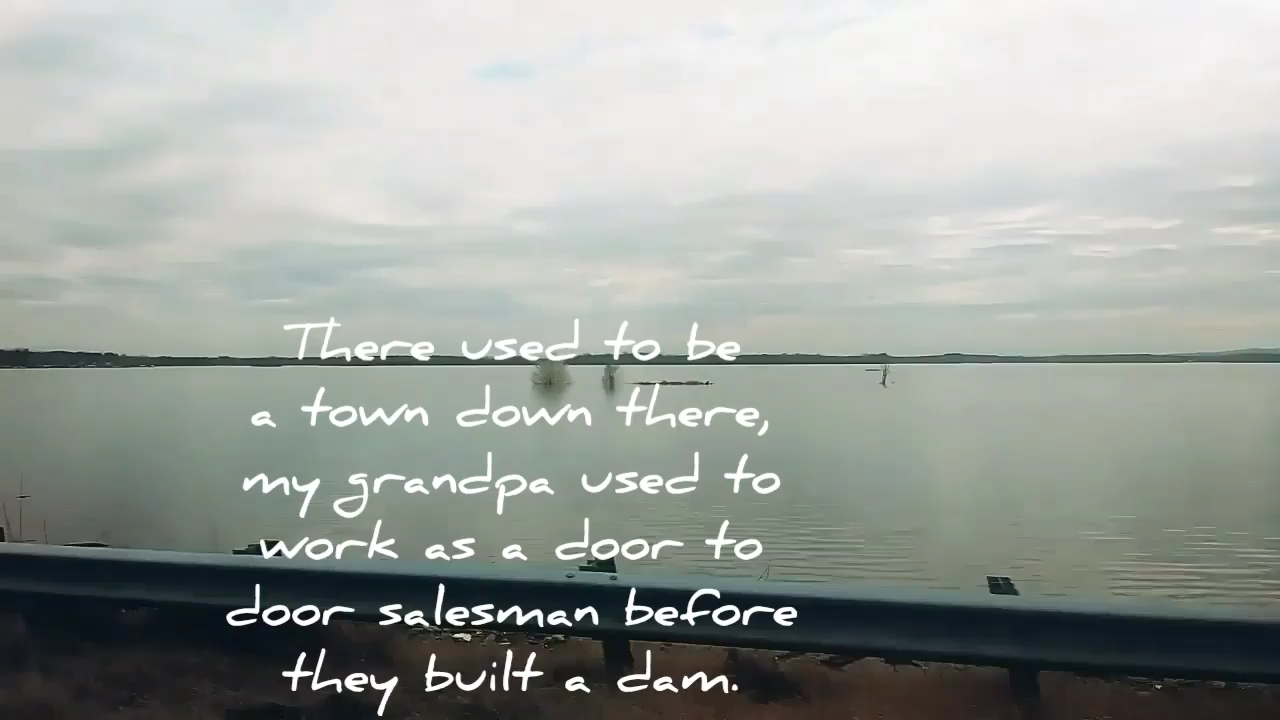 There used to be
a town down there,
my grandpa used to
work as a door to
door salesman before
they built a dam.